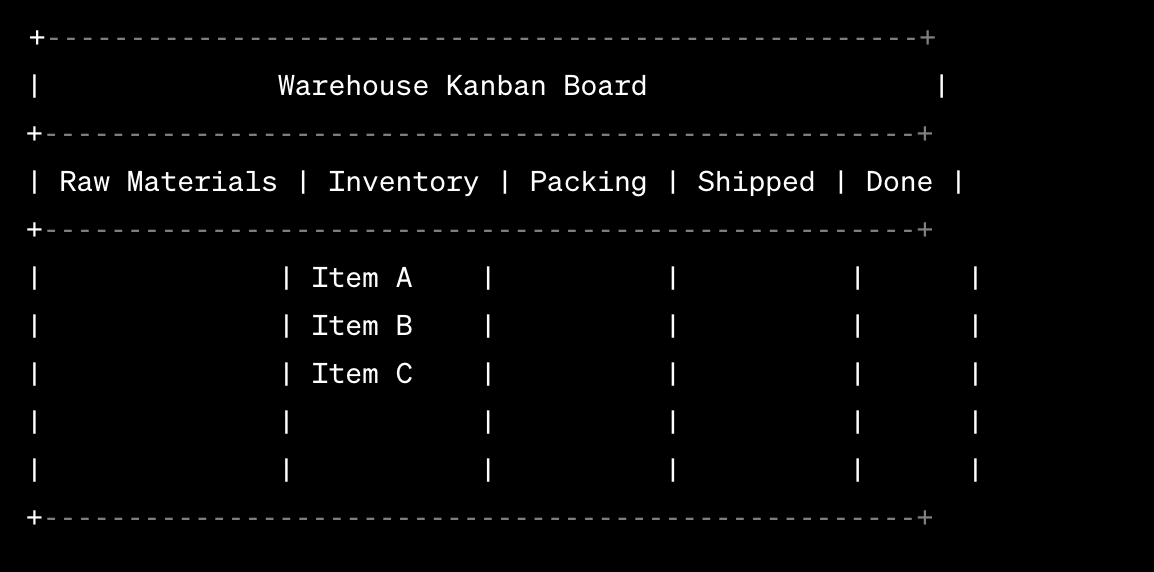 +----------------------------------------------------+
|              Warehouse Kanban Board                 |
+----------------------------------------------------+
| Raw Materials | Inventory | Packing | Shipped | Done |
+----------------------------------------------------+
|              | Item A    |          |          |      |
|              | Item B    |          |          |      |
|              | Item C    |          |          |      |
|              |           |          |          |      |
|              |           |          |          |      |
+----------------------------------------------------+